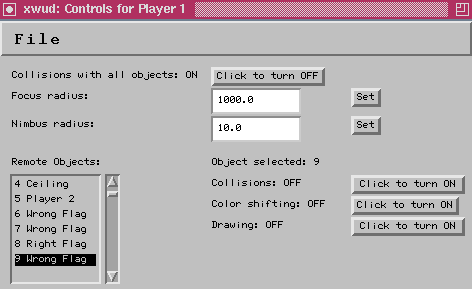 xwud: Controls for Player 1
File
Collisions with all objects: ON Click to turn OFF
Focus radius: 1000.0 Set
Nimbus radius: 10.0 Set
Remote Objects: Object selected: 9
4 Ceiling
5 Player 2
6 Wrong Flag
7 Wrong Flag
8 Right Flag
9 Wrong Flag
Collisions: OFF Click to turn ON
Color shifting: OFF Click to turn ON
Drawing: OFF Click to turn ON